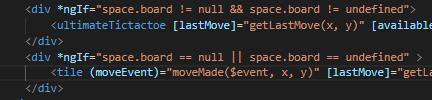 <div *ngIf="space.board != null && space.board != undefined">
<ultimateTictactoe [lastMove]="getLastMove(x, y)" [available
</div>
<div *ngIf="space.board == null || space.board == undefined" >
<tile (moveEvent)="moveMade($event, x, y)" [lastMove]="getLa
</div>